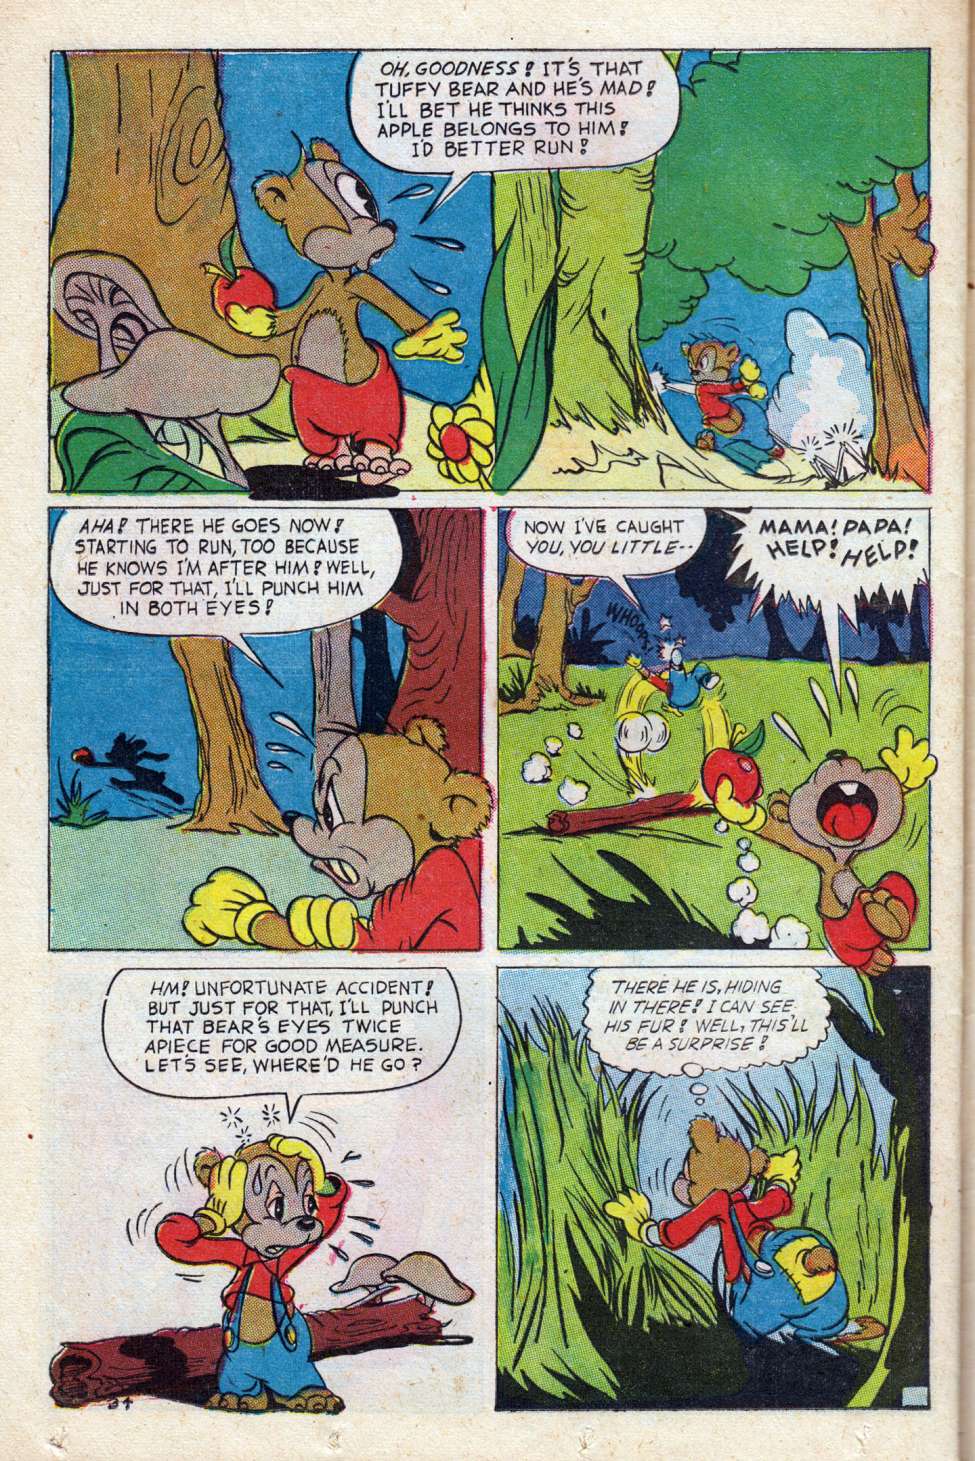 OH, GOODNESS! IT'S THAT
TUFFY BEAR AND HE'S MAD!
I'LL BET HE THINKS THIS
APPLE BELONGS TO HIM!
I'D BETTER RUN!
AHA! THERE HE GOES NOW!
STARTING TO RUN, TOO BECAUSE
HE KNOWS I'M AFTER HIM! WELL,
JUST FOR THAT, I'LL PUNCH HIM
IN BOTH EYES!
NOW I'VE CAUGHT
YOU, YOU LITTLE--
WHOOPS!
MAMA! PAPA!
HELP! HELP!
HM! UNFORTUNATE ACCIDENT!
BUT JUST FOR THAT, I'LL PUNCH
THAT BEAR'S EYES TWICE
APIECE FOR GOOD MEASURE.
LET'S SEE, WHERE'D HE GO?
THERE HE IS, HIDING
IN THERE! I CAN SEE
HIS FUR! WELL, THIS'LL
BE A SURPRISE!